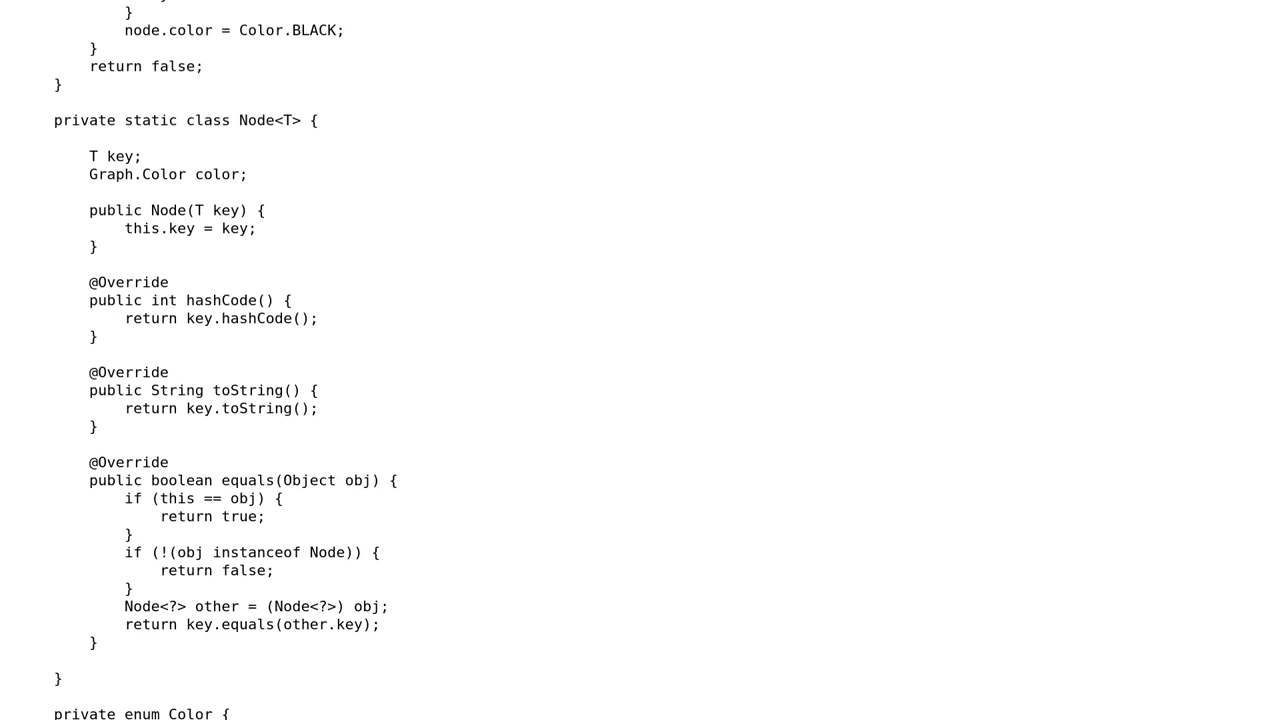 }
node.color = Color.BLACK;
}
return false;
}
private static class Node<T> {
T key;
Graph.Color color;
public Node(T key) {
this.key = key;
}
@Override
public int hashCode() {
return key.hashCode();
}
@Override
public String toString() {
return key.toString();
}
@Override
public boolean equals(Object obj) {
if (this == obj) {
return true;
}
if (!(obj instanceof Node)) {
return false;
}
Node<?> other = (Node<?>) obj;
return key.equals(other.key);
}
}
private enum Color {